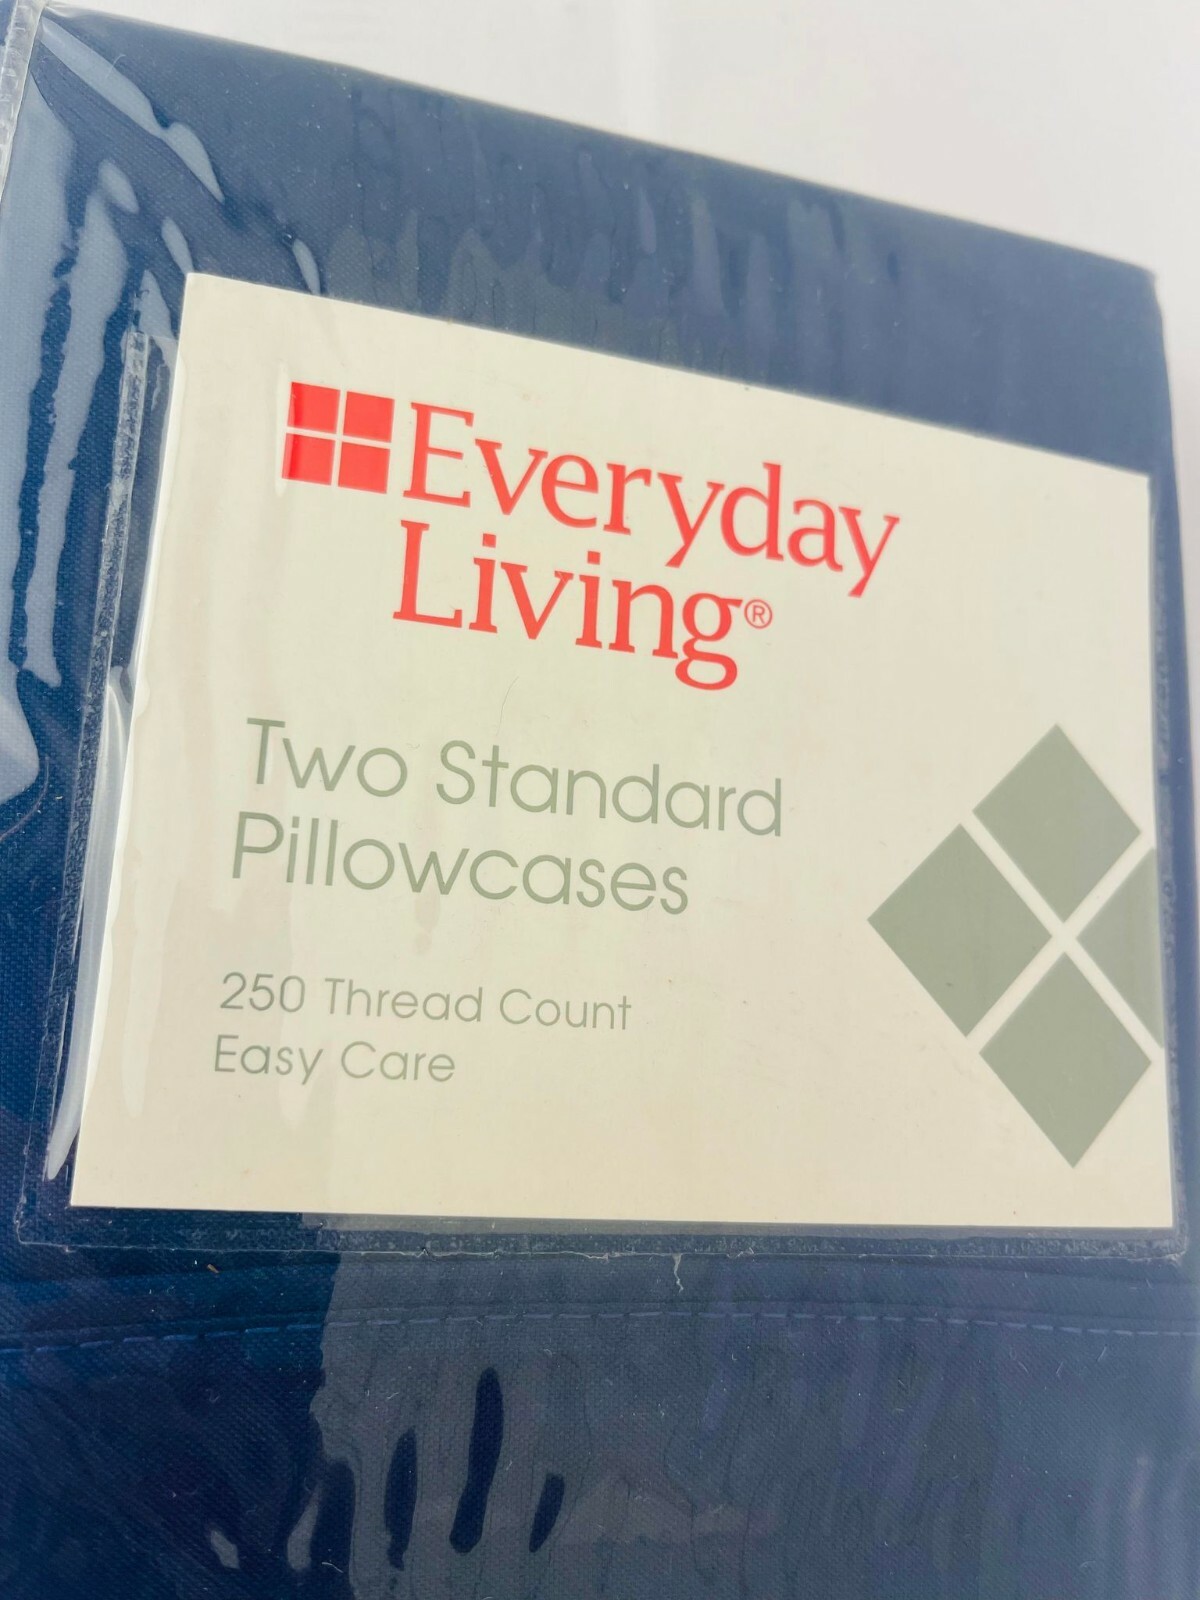 Everyday
Living®
Two Standard
Pillowcases
250 Thread Count
Easy Care